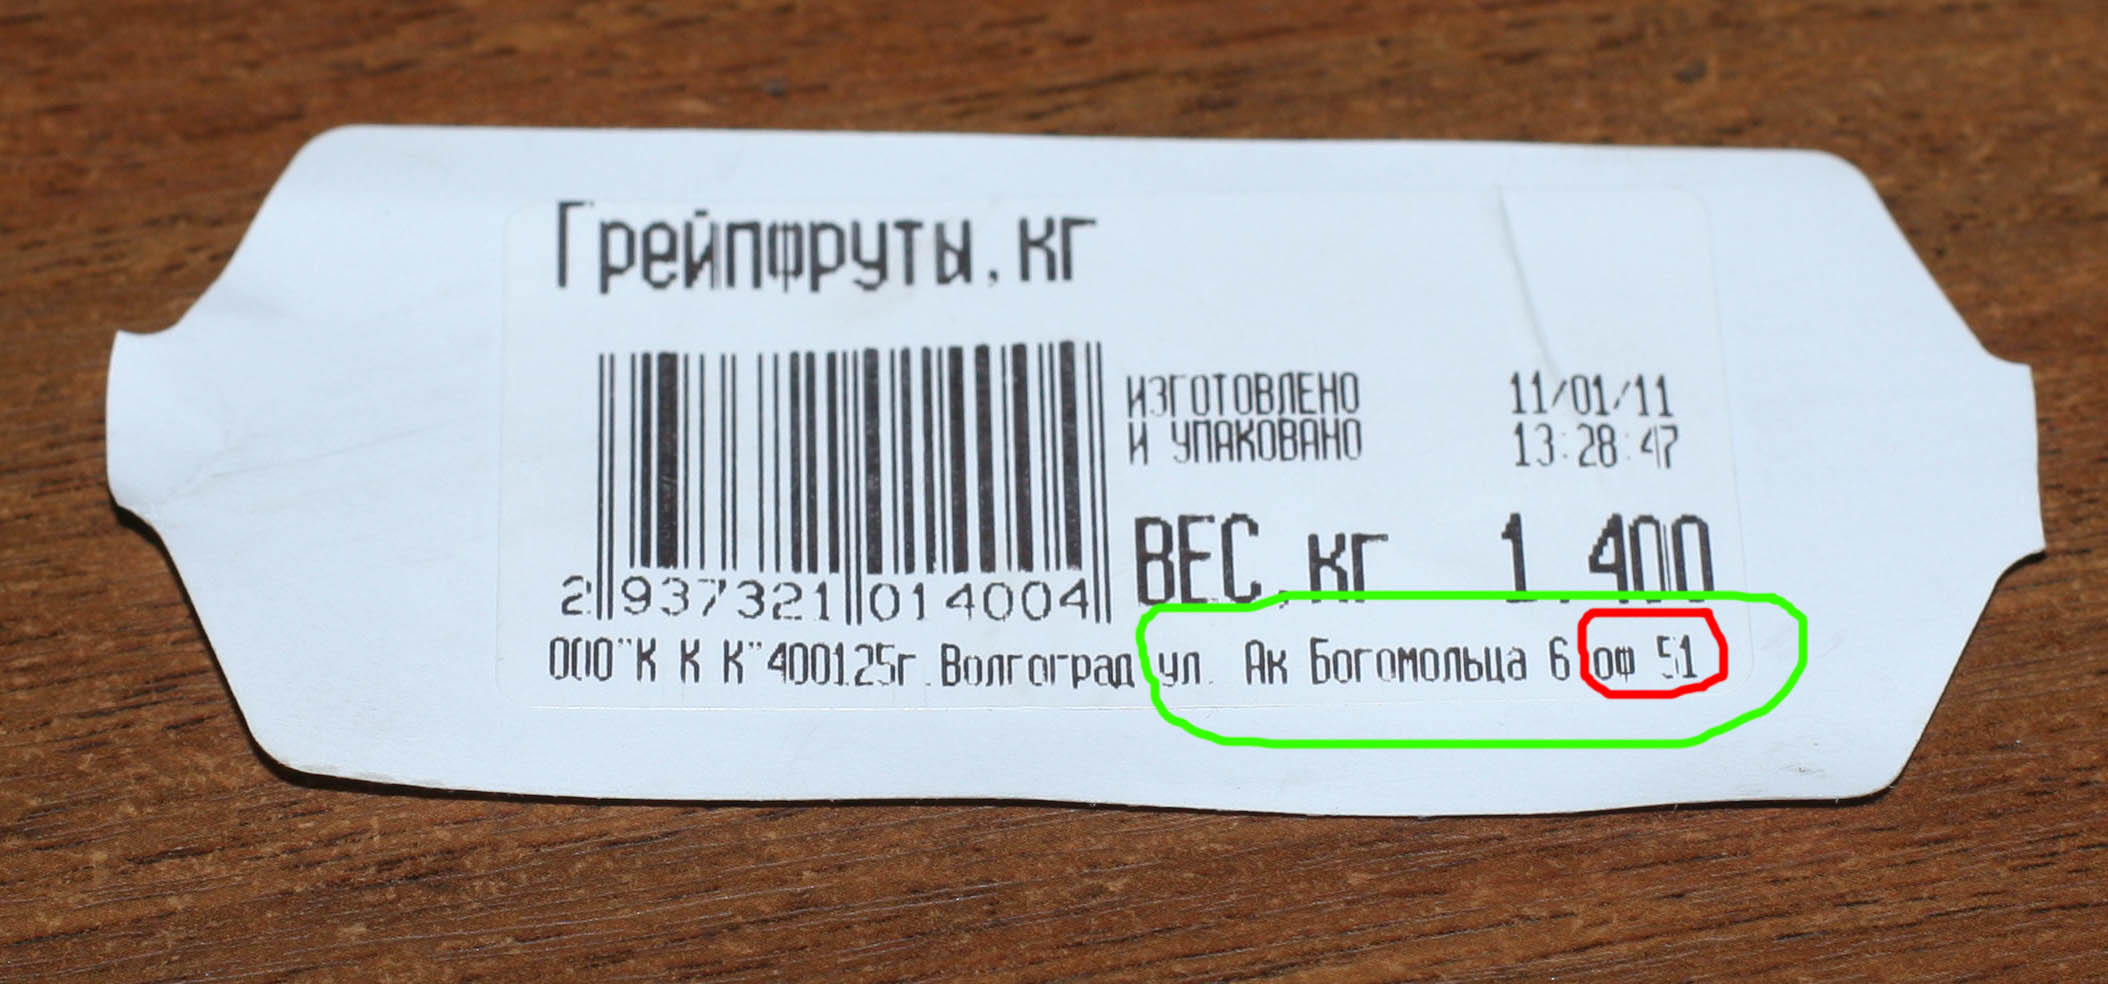 Грейпфруты,кг
ИЗГОТОВЛЕНО 11/01/11
И УПАКОВАНО 13:28:47
ВЕС,кг 1.400
2 937321 014004
ООО"К К К"400125г.Волгоград ул. Ак Богомольца 6 оф 51